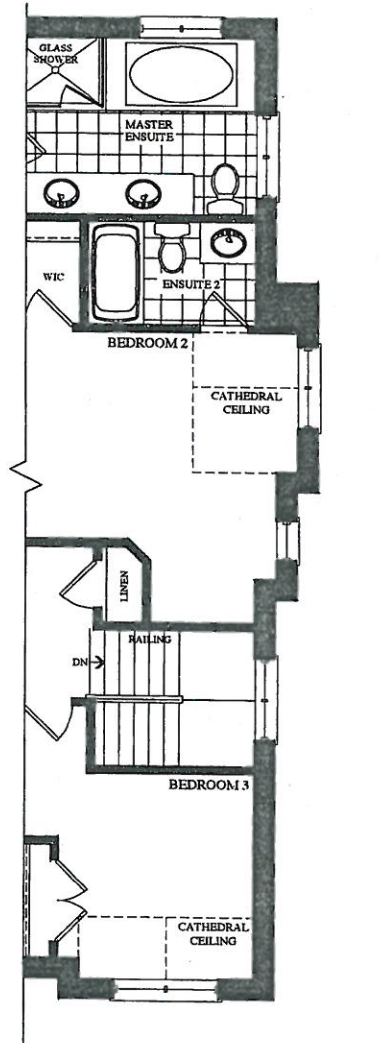 GLASS
SHOWER
MASTER
ENSUITE
WIC
ENSUITE 2
BEDROOM 2
CATHEDRAL
CEILING
LINEN
RAILING
DN
BEDROOM 3
CATHEDRAL
CEILING